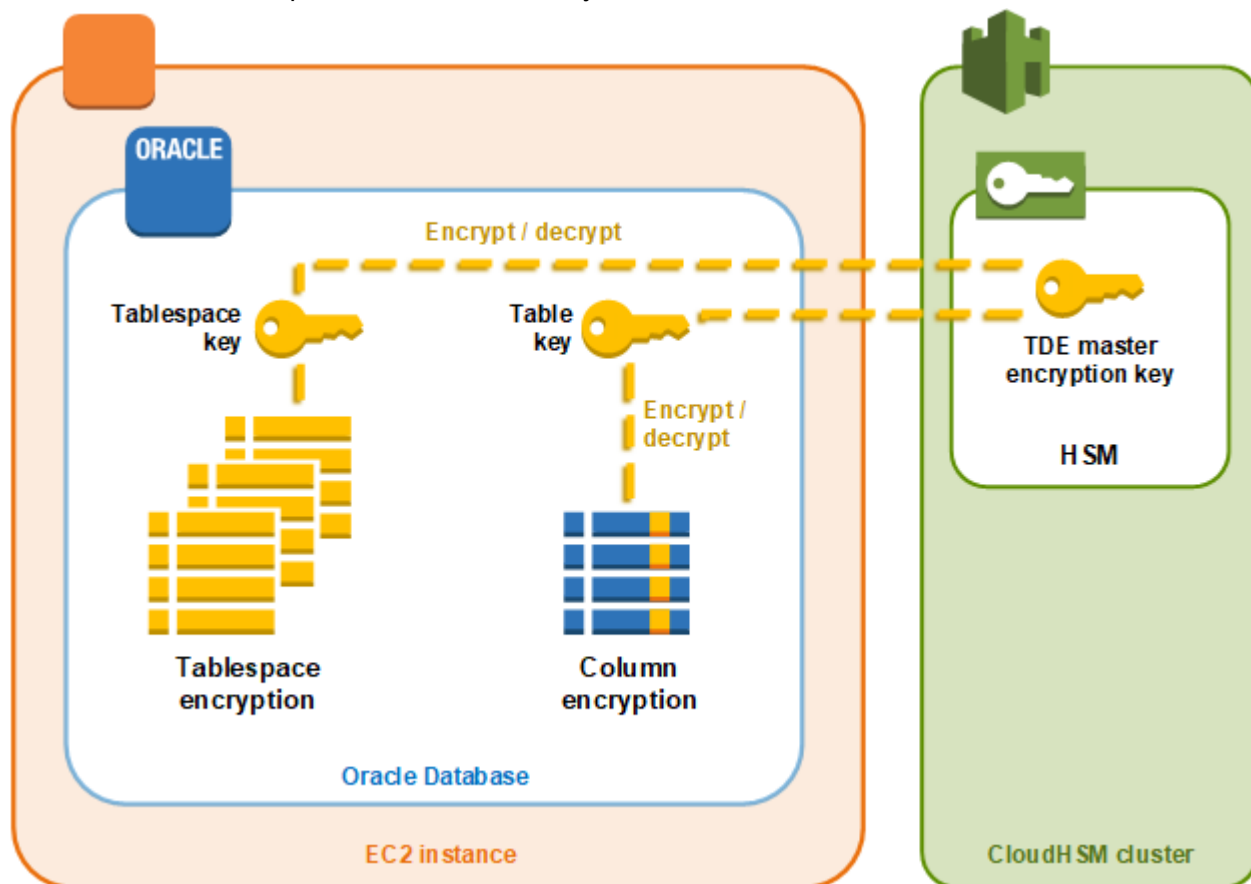 ORACLE
Encrypt / decrypt
Tablespace
key
Table
key
TDE master
encryption key
Encrypt /
decrypt
HSM
Tablespace
encryption
Column
encryption
Oracle Database
EC2 instance
CloudHSM cluster